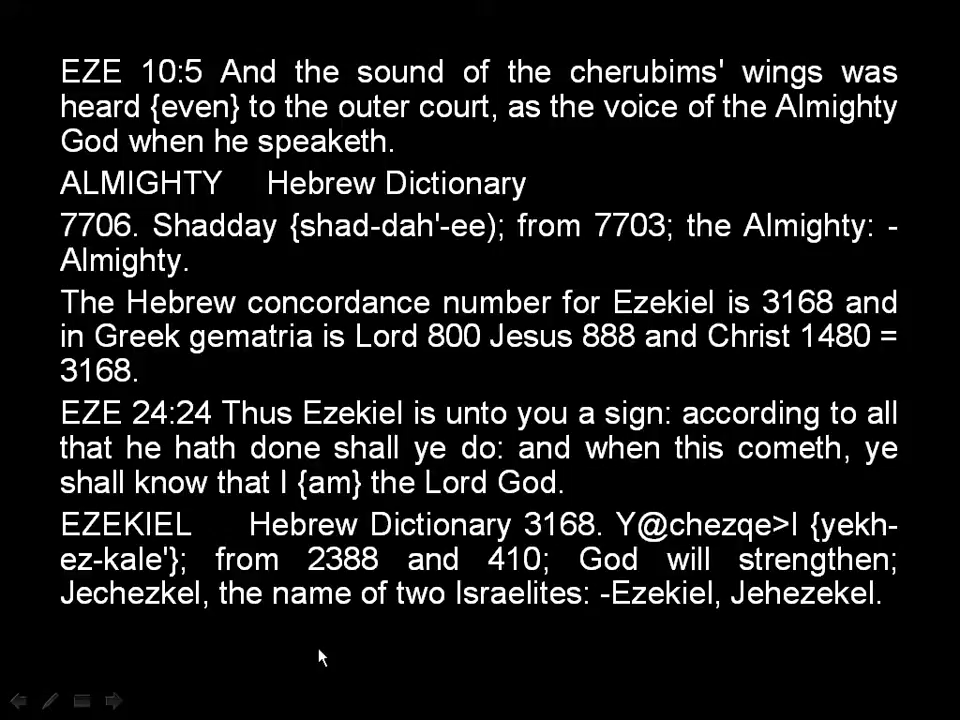 EZE 10:5 And the sound of the cherubims' wings was
heard {even} to the outer court, as the voice of the Almighty
God when he speaketh.
ALMIGHTY Hebrew Dictionary
7706. Shadday {shad-dah'-ee); from 7703; the Almighty: -
Almighty.
The Hebrew concordance number for Ezekiel is 3168 and
in Greek gematria is Lord 800 Jesus 888 and Christ 1480 =
3168.
EZE 24:24 Thus Ezekiel is unto you a sign: according to all
that he hath done shall ye do: and when this cometh, ye
shall know that I {am} the Lord God.
EZEKIEL Hebrew Dictionary 3168. Y@chezqe>l {yekh-
ez-kale'}; from 2388 and 410; God will strengthen;
Jechezkel, the name of two Israelites: -Ezekiel, Jehezekel.